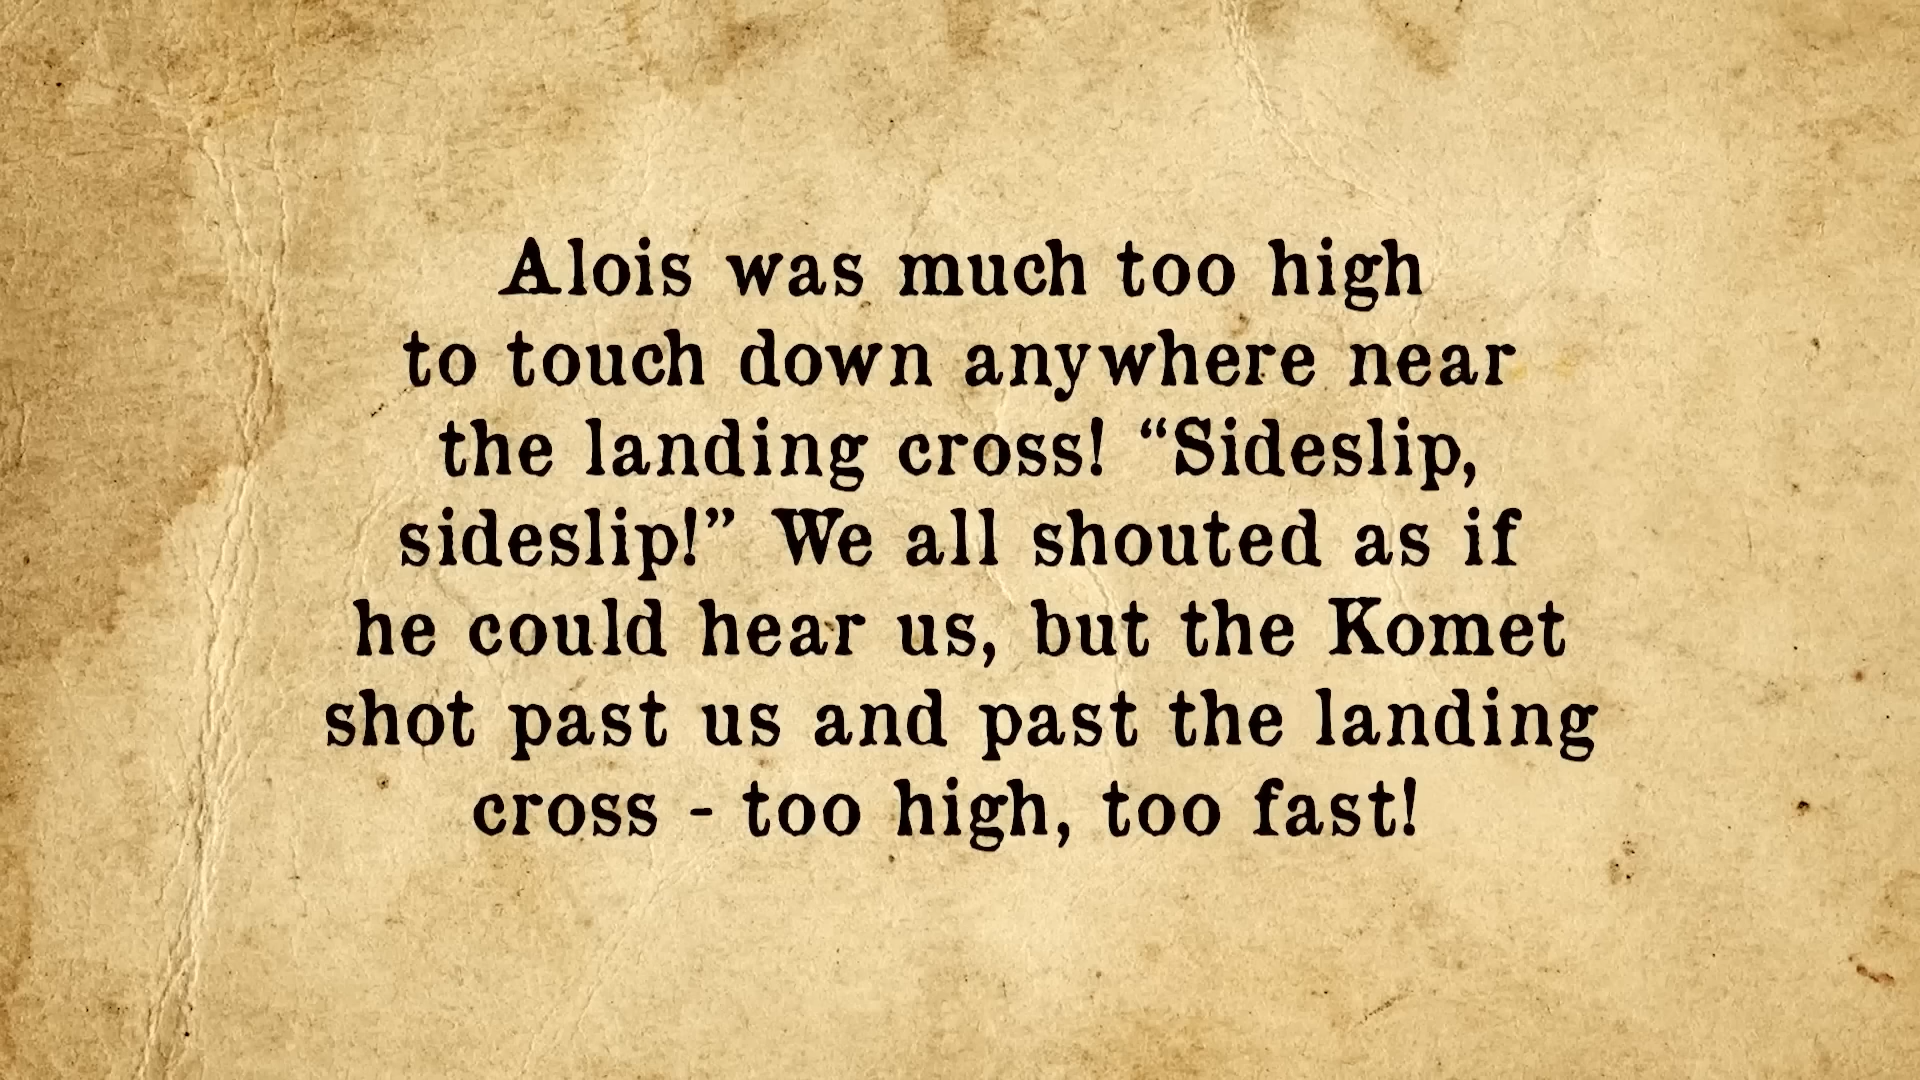 Alois was much too high
to touch down anywhere near
the landing cross! “Sideslip,
sideslip!” We all shouted as if
he could hear us, but the Komet
shot past us and past the landing
cross - too high, too fast!